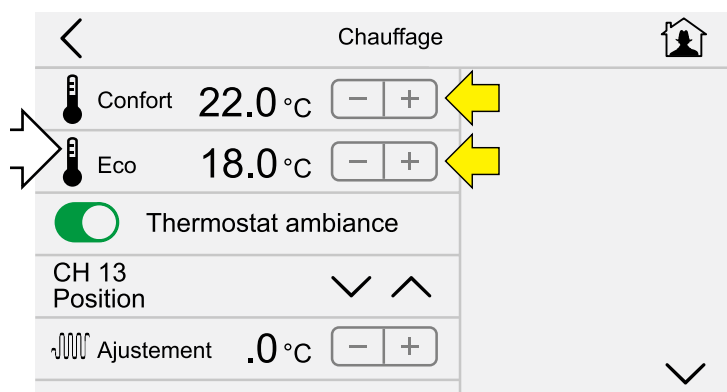 Chauffage
Confort 22.0 °C − +
Eco 18.0 °C − +
Thermostat ambiance
CH 13
Position
Ajustement .0 °C − +